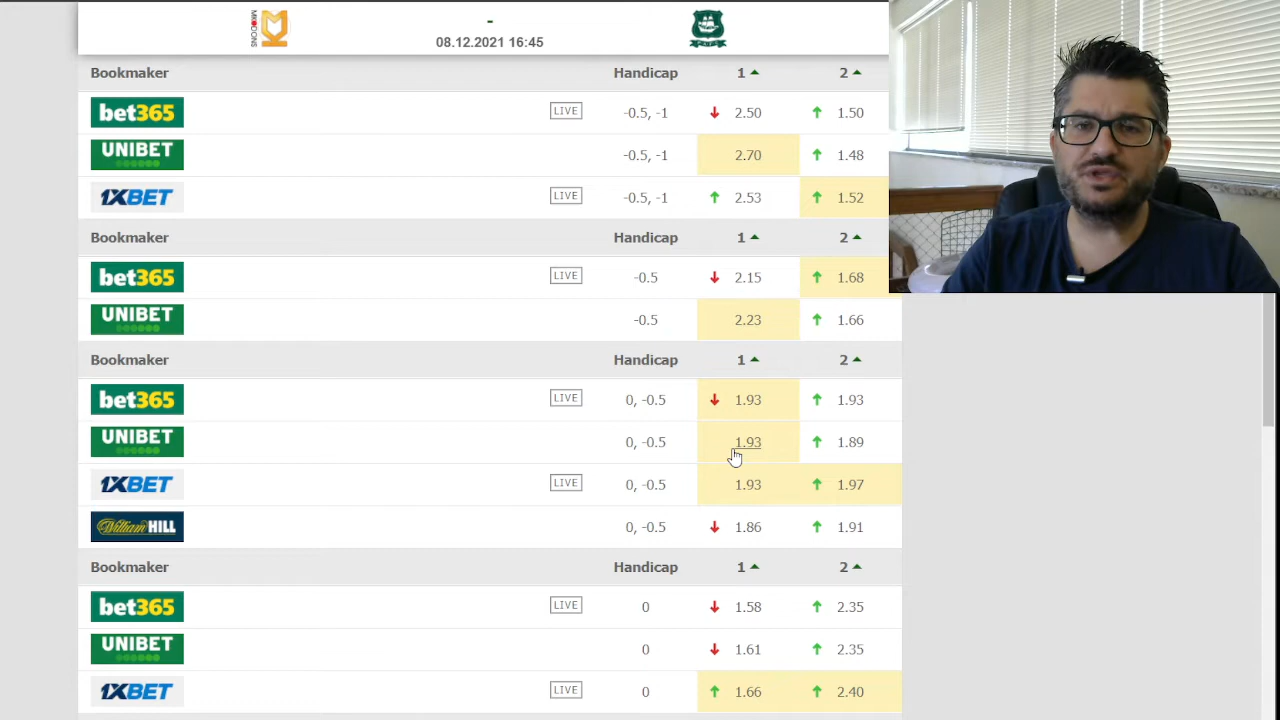 MK DONS
-
08.12.2021 16:45
Bookmaker Handicap 1 2
bet365 LIVE -0.5, -1 2.50 1.50
UNIBET -0.5, -1 2.70 1.48
1XBET LIVE -0.5, -1 2.53 1.52
Bookmaker Handicap 1 2
bet365 LIVE -0.5 2.15 1.68
UNIBET -0.5 2.23 1.66
Bookmaker Handicap 1 2
bet365 LIVE 0, -0.5 1.93 1.93
UNIBET 0, -0.5 1.93 1.89
1XBET LIVE 0, -0.5 1.93 1.97
William HILL 0, -0.5 1.86 1.91
Bookmaker Handicap 1 2
bet365 LIVE 0 1.58 2.35
UNIBET 0 1.61 2.35
1XBET LIVE 0 1.66 2.40